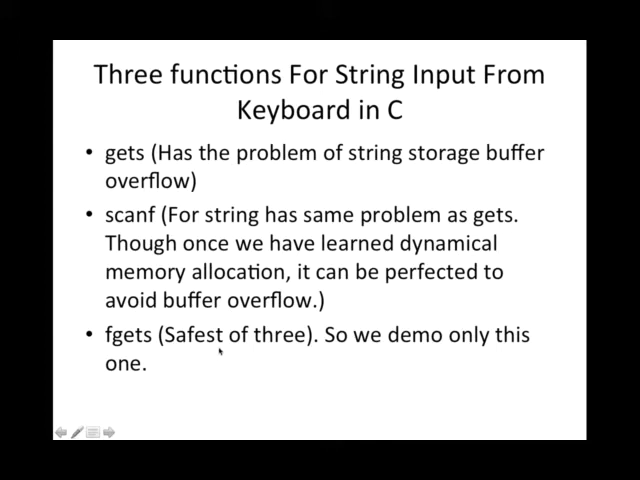 Three functions For String Input From
Keyboard in C
• gets (Has the problem of string storage buffer
overflow)
• scanf (For string has same problem as gets.
Though once we have learned dynamical
memory allocation, it can be perfected to
avoid buffer overflow.)
• fgets (Safest of three). So we demo only this
one.